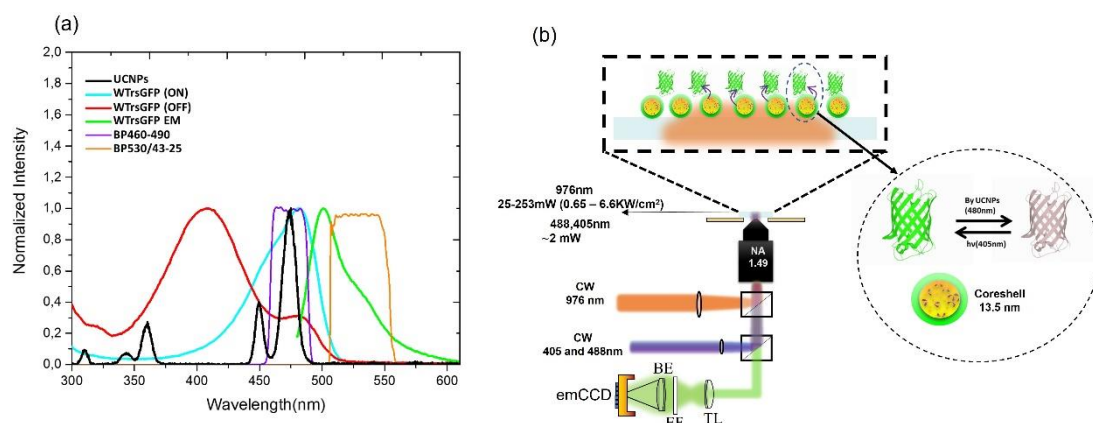 (a)
2,0
1,8
1,6
1,4
1,2
1,0
0,8
0,6
0,4
0,2
0,0
Normalized Intensity
UCNPs
WTrsGFP (ON)
WTrsGFP (OFF)
WTrsGFP EM
BP460-490
BP530/43-25
300 350 400 450 500 550 600
Wavelength(nm)
(b)
976nm
25-253mW (0.65 – 6.6KW/cm²)
488,405nm
~2 mW
NA
1.49
CW
976 nm
CW
405 and 488nm
BE
emCCD
EF
TL
By UCNPs
(480nm)
hv(405nm)
Coreshell
13.5 nm